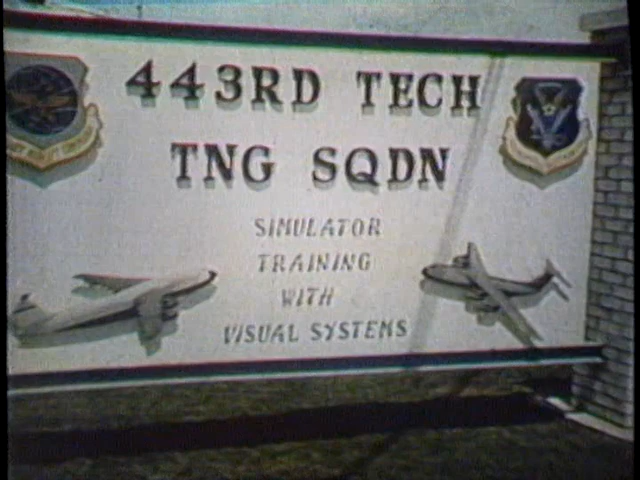 443RD TECH
TNG SQDN
SIMULATOR
TRAINING
WITH
VISUAL SYSTEMS